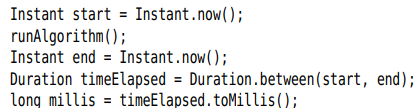 Instant start = Instant.now();
runAlgorithm();
Instant end = Instant.now();
Duration timeElapsed = Duration.between(start, end);
long millis = timeElapsed.toMillis();